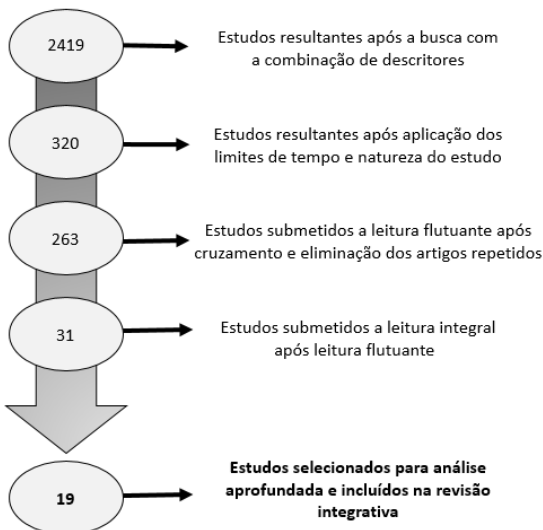 2419
Estudos resultantes após a busca com
a combinação de descritores
320
Estudos resultantes após aplicação dos
limites de tempo e natureza do estudo
263
Estudos submetidos a leitura flutuante após
cruzamento e eliminação dos artigos repetidos
31
Estudos submetidos a leitura integral
após leitura flutuante
19
Estudos selecionados para análise
aprofundada e incluídos na revisão
integrativa